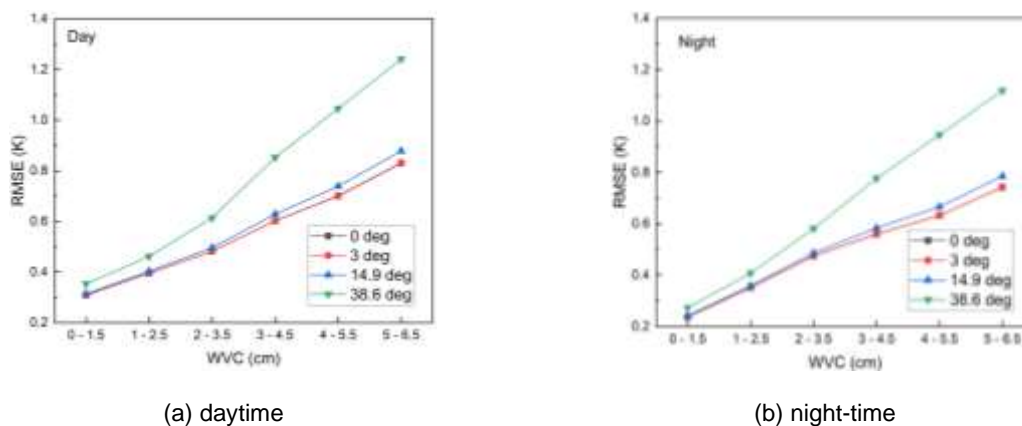 Day
RMSE (K)
1.4
1.2
1.0
0.8
0.6
0.4
0.2
0 deg
3 deg
14.9 deg
38.6 deg
0 - 1.5 1 - 2.5 2 - 3.5 3 - 4.5 4 - 5.5 5 - 6.5
WVC (cm)
(a) daytime
Night
RMSE (K)
1.4
1.2
1.0
0.8
0.6
0.4
0.2
0 deg
3 deg
14.9 deg
38.6 deg
0 - 1.5 1 - 2.5 2 - 3.5 3 - 4.5 4 - 5.5 5 - 6.5
WVC (cm)
(b) night-time